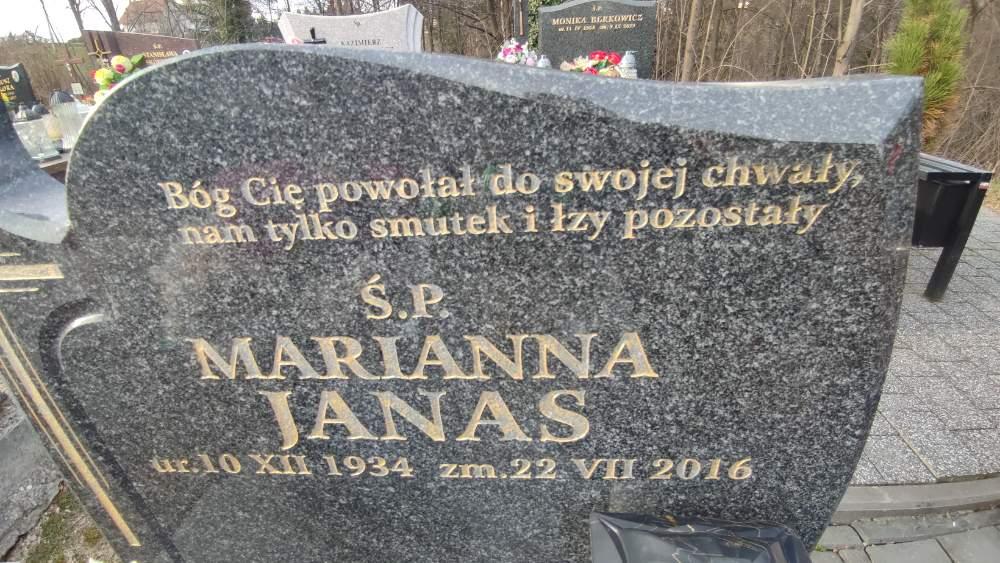 Ś.P.
MONIKA BERKOWICZ
KAZIMIERZ
Ś.P.
STANISŁAWA
Bóg Cię powołał do swojej chwały,
nam tylko smutek i łzy pozostały
Ś.P.
MARIANNA
JANAS
ur.10 XII 1934 zm.22 VII 2016